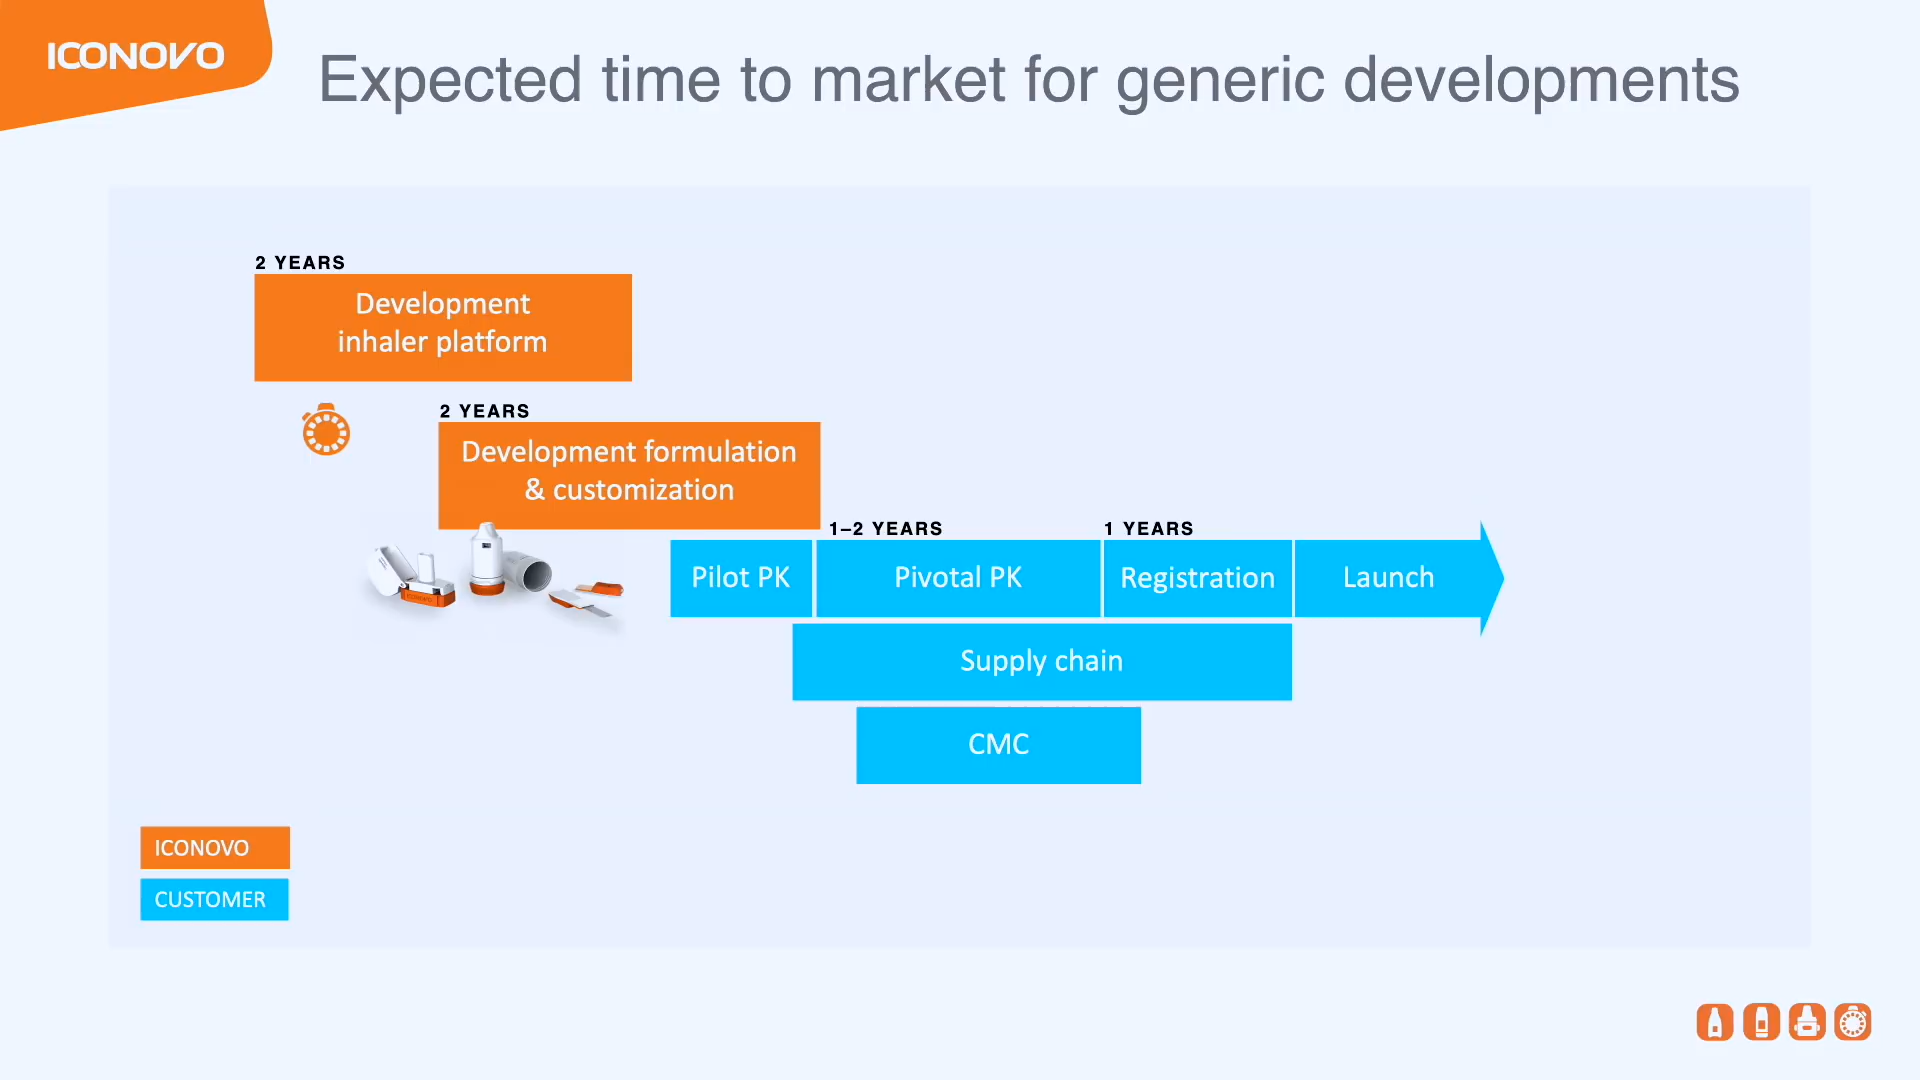 ICONOVO
Expected time to market for generic developments
2 YEARS
Development
inhaler platform
2 YEARS
Development formulation
& customization
1–2 YEARS
1 YEARS
Pilot PK
Pivotal PK
Registration
Launch
Supply chain
CMC
ICONOVO
CUSTOMER